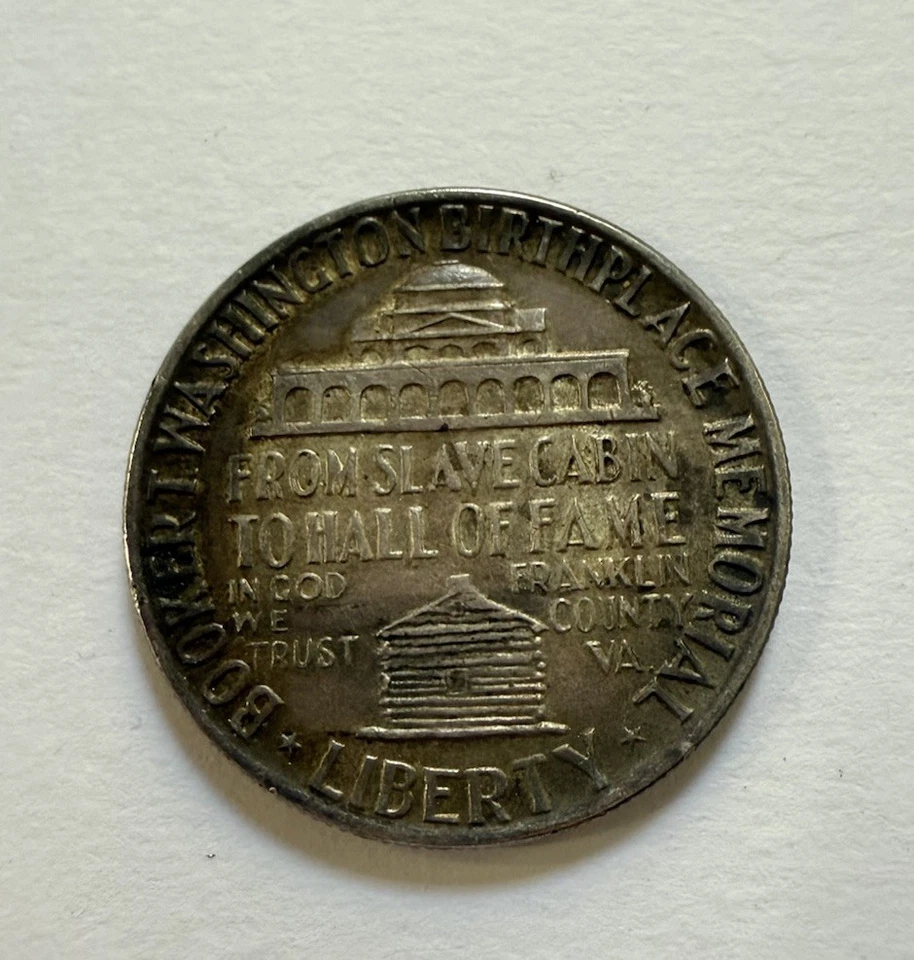 BOOKER T. WASHINGTON BIRTHPLACE MEMORIAL
FROM SLAVE CABIN
TO HALL OF FAME
IN GOD
WE
TRUST
FRANKLIN
COUNTY
VA.
LIBERTY